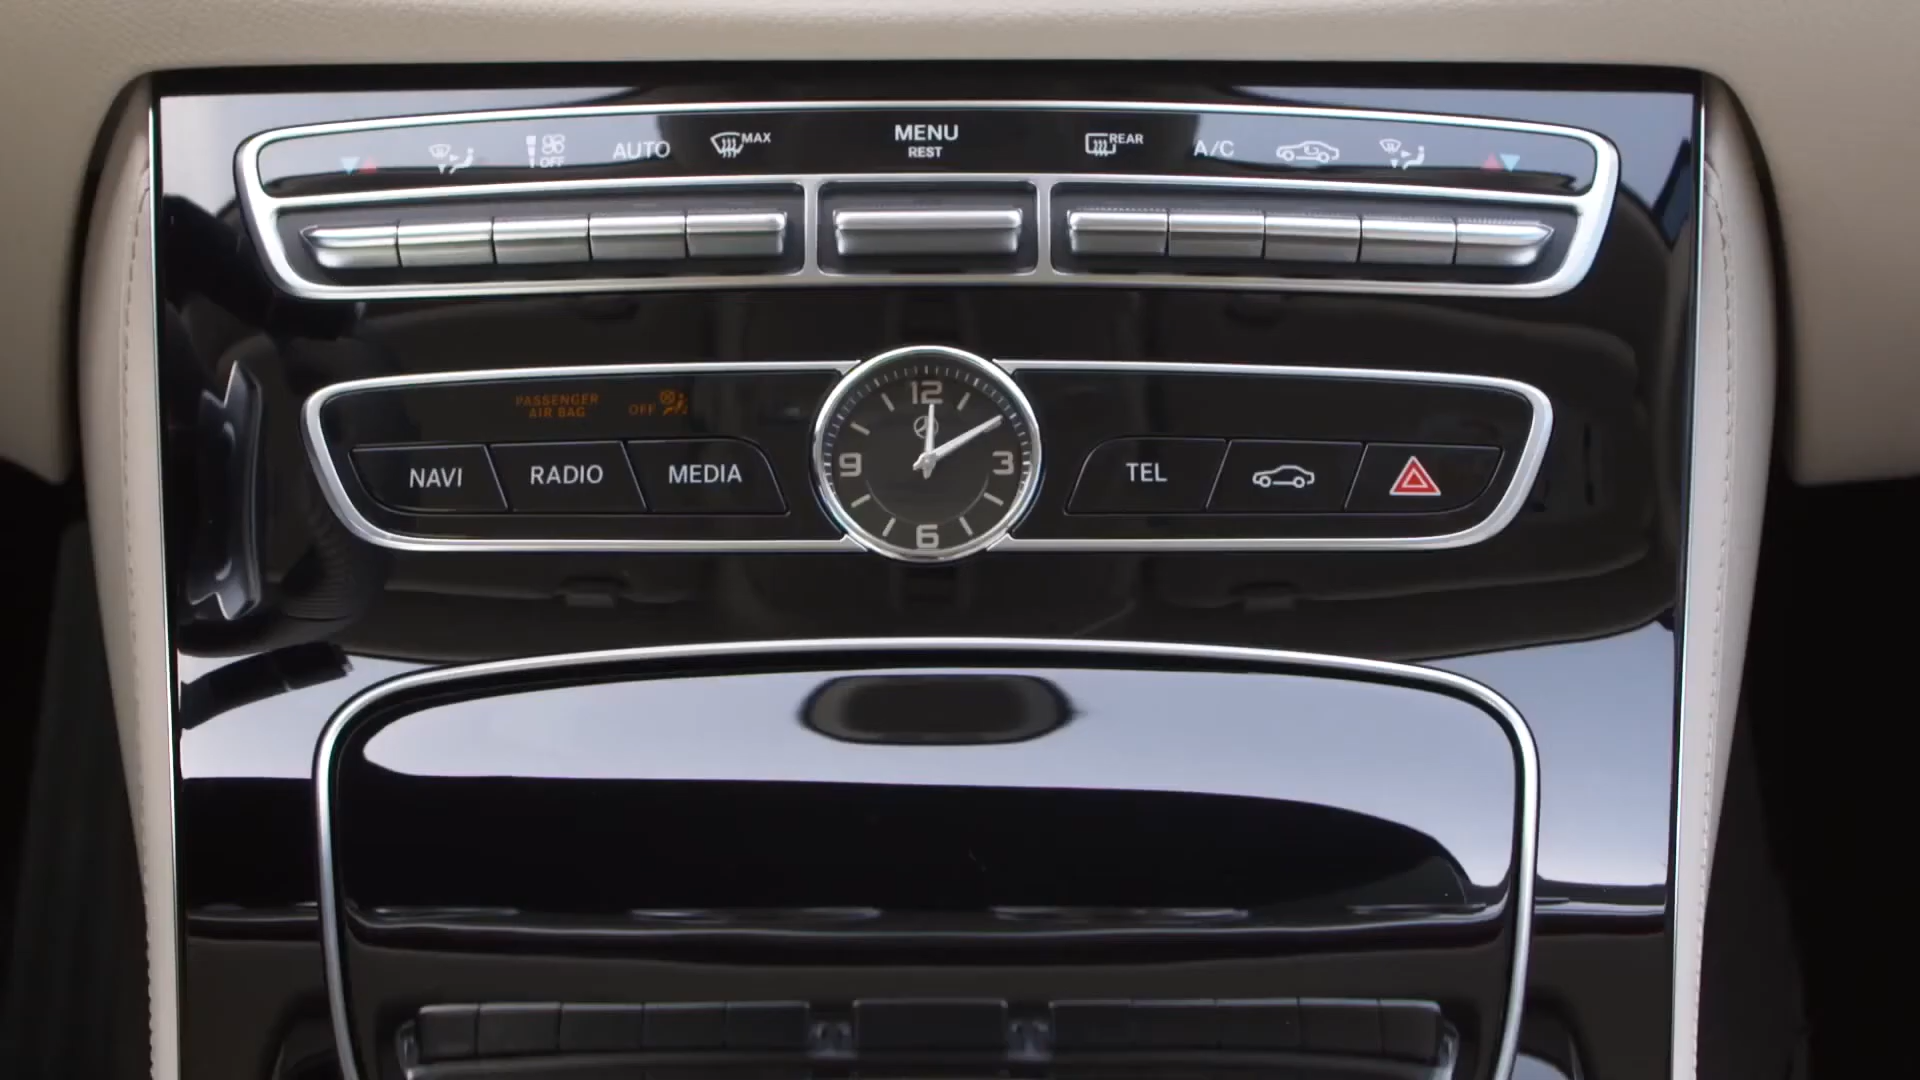 OFF
AUTO
MAX
MENU
REST
REAR
A/C
PASSENGER
AIR BAG
OFF
NAVI
RADIO
MEDIA
12
9
3
6
TEL